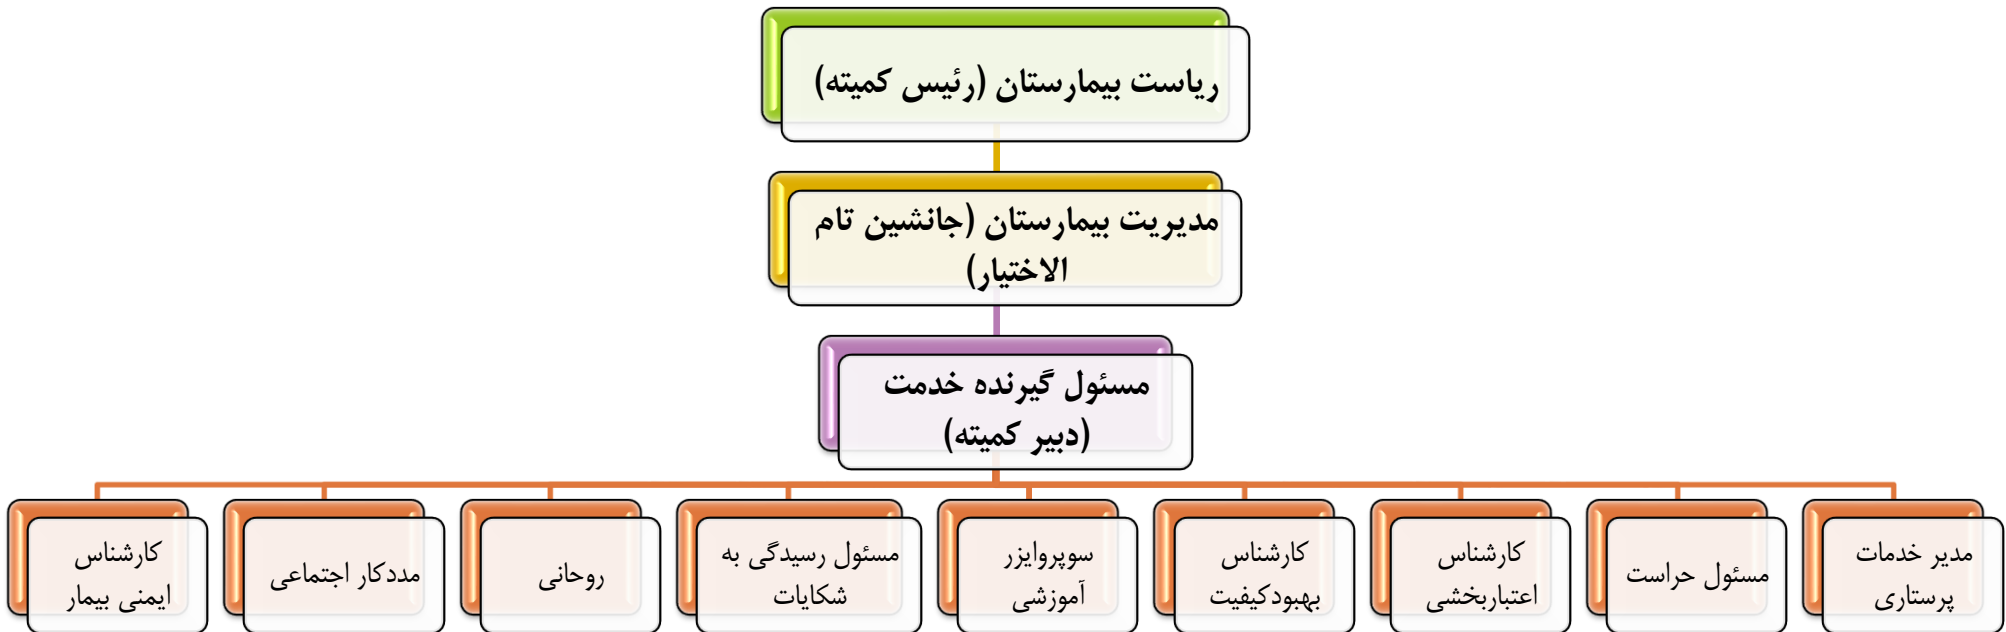 ریاست بیمارستان (رئیس کمیته)
مدیریت بیمارستان (جانشین تام
الاختیار)
مسئول گیرنده خدمت
(دبیر کمیته)
مدیر خدمات
پرستاری
مسئول حراست
کارشناس
اعتباربخشی
کارشناس
بهبودکیفیت
سوپروایزر
آموزشی
مسئول رسیدگی به
شکایات
روحانی
مددکار اجتماعی
کارشناس
ایمنی بیمار